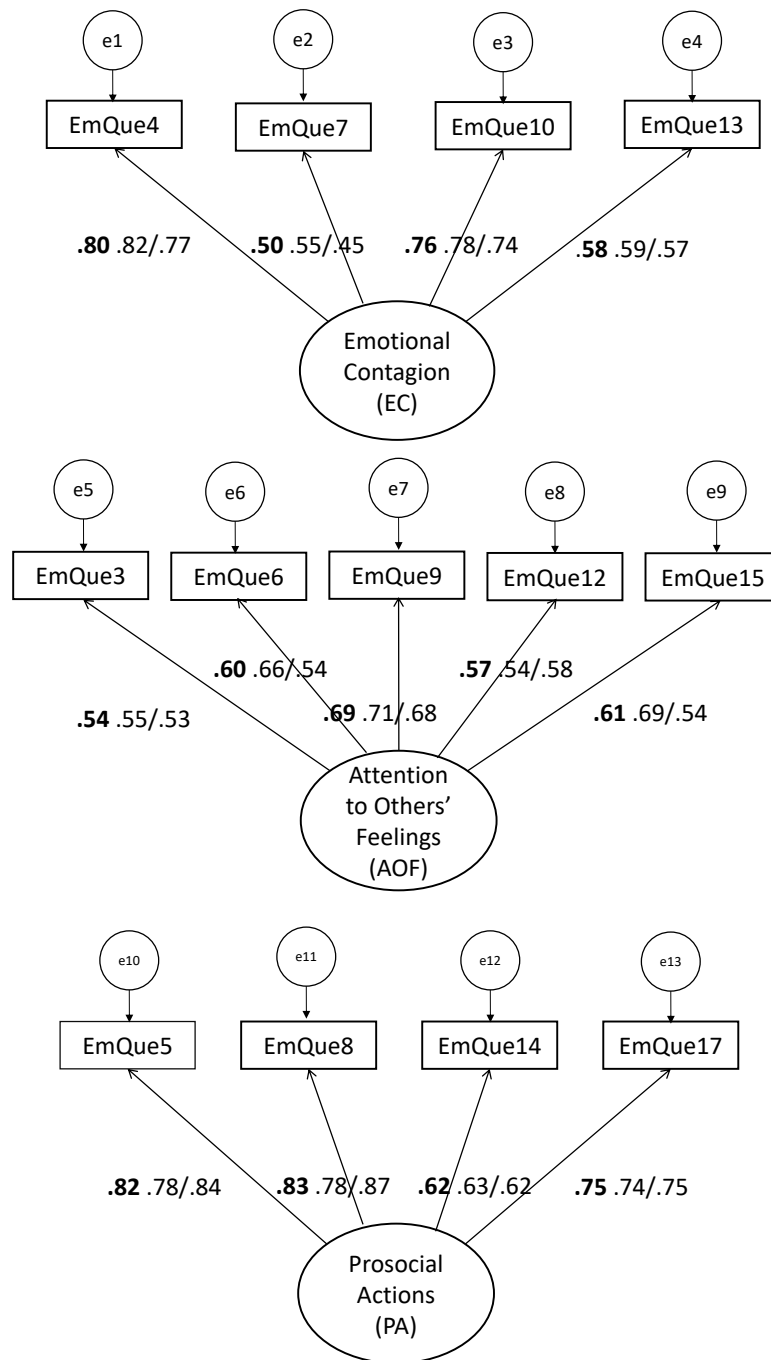 e1 e2 e3 e4
EmQue4 EmQue7 EmQue10 EmQue13
.80 .82/.77 .50 .55/.45 .76 .78/.74 .58 .59/.57
Emotional
Contagion
(EC)
e5 e6 e7 e8 e9
EmQue3 EmQue6 EmQue9 EmQue12 EmQue15
.60 .66/.54 .57 .54/.58
.54 .55/.53 .69 .71/.68 .61 .69/.54
Attention
to Others’
Feelings
(AOF)
e10 e11 e12 e13
EmQue5 EmQue8 EmQue14 EmQue17
.82 .78/.84 .83 .78/.87 .62 .63/.62 .75 .74/.75
Prosocial
Actions
(PA)